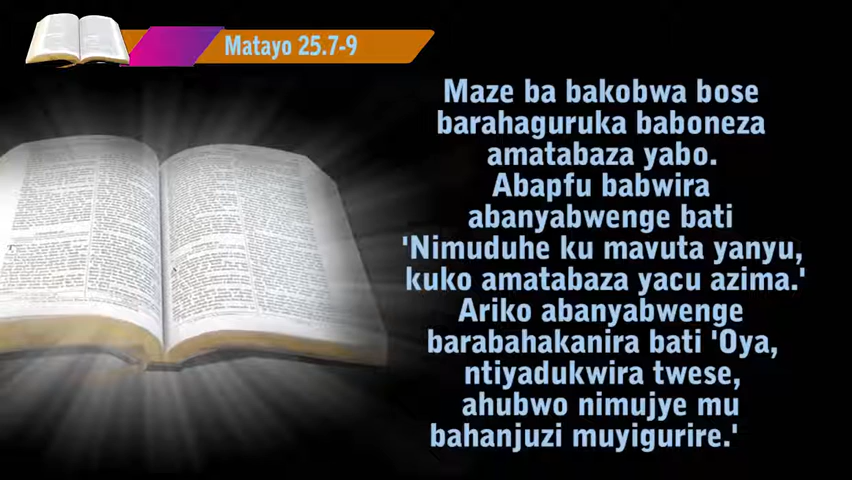 Matayo 25.7-9
Maze ba bakobwa bose
barahaguruka baboneza
amatabaza yabo.
Abapfu babwira
abanyabwenge bati
'Nimuduhe ku mavuta yanyu,
kuko amatabaza yacu azima.'
Ariko abanyabwenge
barabahakanira bati 'Oya,
ntiyadukwira twese,
ahubwo nimujye mu
bahanjuzi muyigurire.'